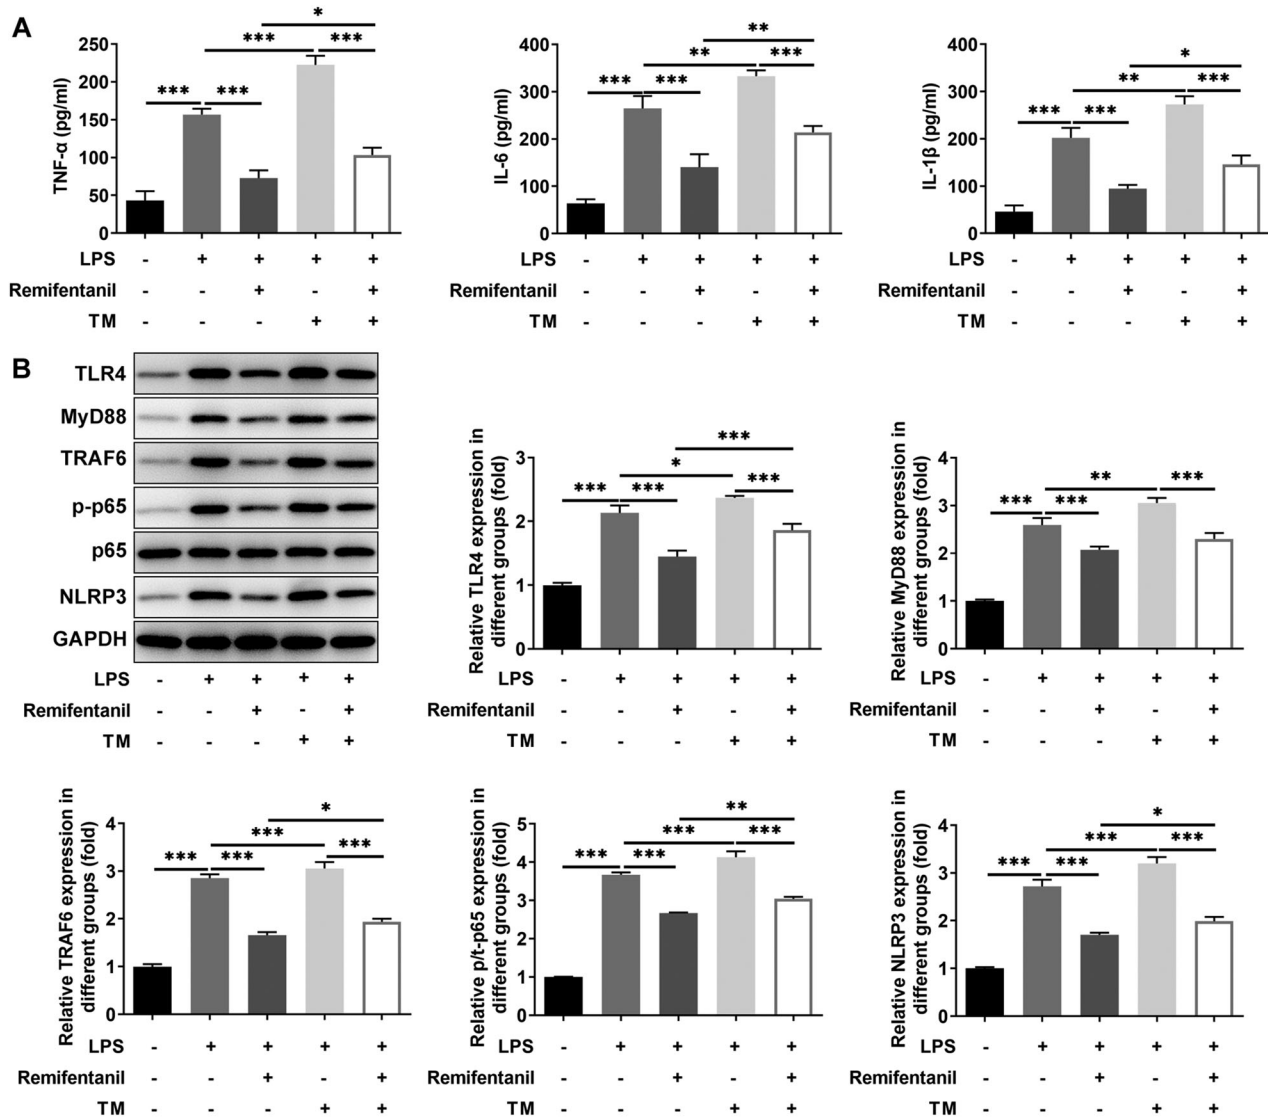 A
TNF-α (pg/ml)
250
200
150
100
50
0
*** *** *** *** *
LPS - + + + +
Remifentanil - - + - +
TM - - - + +
IL-6 (pg/ml)
400
300
200
100
0
*** *** ** *** **
LPS - + + + +
Remifentanil - - + - +
TM - - - + +
IL-1β (pg/ml)
400
300
200
100
0
*** *** ** *** *
LPS - + + + +
Remifentanil - - + - +
TM - - - + +
B
TLR4
MyD88
TRAF6
p-p65
p65
NLRP3
GAPDH
LPS - + + + +
Remifentanil - - + - +
TM - - - + +
Relative TLR4 expression in
different groups (fold)
3
2
1
0
*** *** * *** ***
LPS - + + + +
Remifentanil - - + - +
TM - - - + +
Relative MyD88 expression in
different groups (fold)
4
3
2
1
0
*** *** ** ***
LPS - + + + +
Remifentanil - - + - +
TM - - - + +
Relative TRAF6 expression in
different groups (fold)
4
3
2
1
0
*** *** *** *** *
LPS - + + + +
Remifentanil - - + - +
TM - - - + +
Relative p/t-p65 expression in
different groups (fold)
5
4
3
2
1
0
*** *** *** *** **
LPS - + + + +
Remifentanil - - + - +
TM - - - + +
Relative NLRP3 expression in
different groups (fold)
4
3
2
1
0
*** *** *** *** *
LPS - + + + +
Remifentanil - - + - +
TM - - - + +